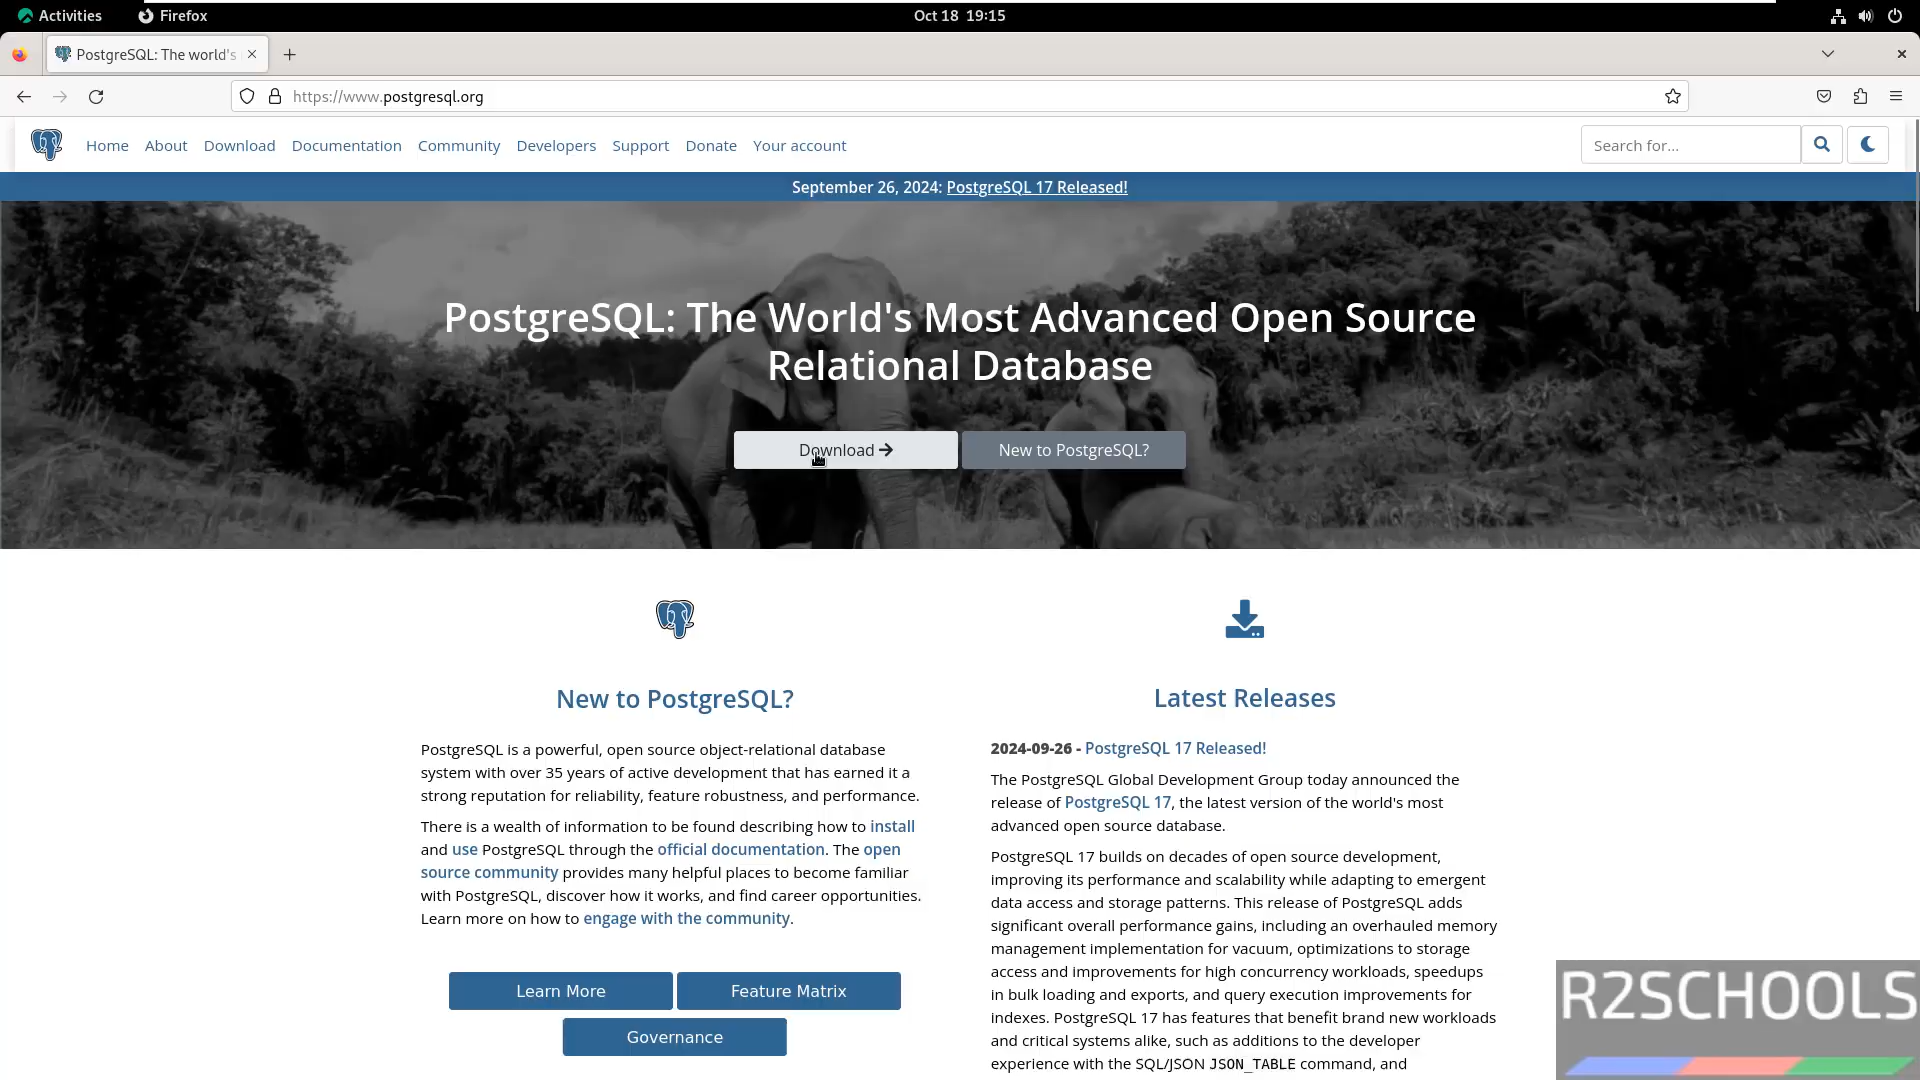 Activities
Firefox
Oct 18 19:15
PostgreSQL: The world's
https://www.postgresql.org
Home
About
Download
Documentation
Community
Developers
Support
Donate
Your account
Search for...
September 26, 2024: PostgreSQL 17 Released!
PostgreSQL: The World's Most Advanced Open Source
Relational Database
Download
New to PostgreSQL?
New to PostgreSQL?
PostgreSQL is a powerful, open source object-relational database
system with over 35 years of active development that has earned it a
strong reputation for reliability, feature robustness, and performance.
There is a wealth of information to be found describing how to install
and use PostgreSQL through the official documentation. The open
source community provides many helpful places to become familiar
with PostgreSQL, discover how it works, and find career opportunities.
Learn more on how to engage with the community.
Learn More
Feature Matrix
Governance
Latest Releases
2024-09-26 - PostgreSQL 17 Released!
The PostgreSQL Global Development Group today announced the
release of PostgreSQL 17, the latest version of the world's most
advanced open source database.
PostgreSQL 17 builds on decades of open source development,
improving its performance and scalability while adapting to emergent
data access and storage patterns. This release of PostgreSQL adds
significant overall performance gains, including an overhauled memory
management implementation for vacuum, optimizations to storage
access and improvements for high concurrency workloads, speedups
in bulk loading and exports, and query execution improvements for
indexes. PostgreSQL 17 has features that benefit brand new workloads
and critical systems alike, such as additions to the developer
experience with the SQL/JSON JSON_TABLE command, and
R2SCHOOLS